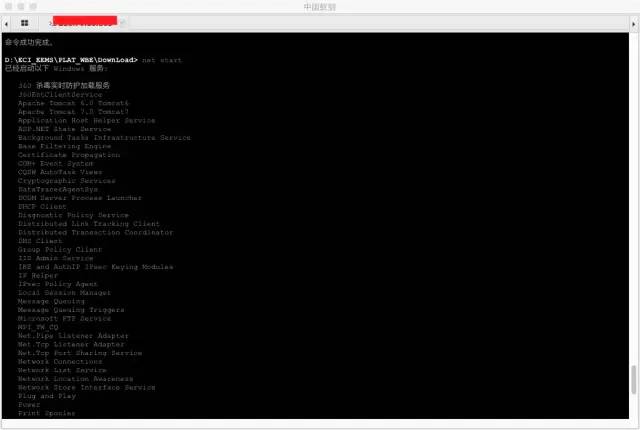 中国蚁剑
命令成功完成。
D:\ECI_EEMS\PLAT_WBE\DownLoad> net start
已经启动以下 Windows 服务:
360 杀毒实时防护加载服务
360EntClientService
Apache Tomcat 6.0 Tomcat6
Apache Tomcat 7.0 Tomcat7
Application Host Helper Service
ASP.NET State Service
Background Tasks Infrastructure Service
Base Filtering Engine
Certificate Propagation
COM+ Event System
CQSW AutoTask Views
Cryptographic Services
DataTracerAgentSys
DCOM Server Process Launcher
DHCP Client
Diagnostic Policy Service
Distributed Link Tracking Client
Distributed Transaction Coordinator
DNS Client
Group Policy Client
IIS Admin Service
IKE and AuthIP IPsec Keying Modules
IP Helper
IPsec Policy Agent
Local Session Manager
Message Queuing
Message Queuing Triggers
Microsoft FTP Service
MPI_TW_CQ
Net.Pipe Listener Adapter
Net.Tcp Listener Adapter
Net.Tcp Port Sharing Service
Network Connections
Network List Service
Network Location Awareness
Network Store Interface Service
Plug and Play
Power
Print Spooler